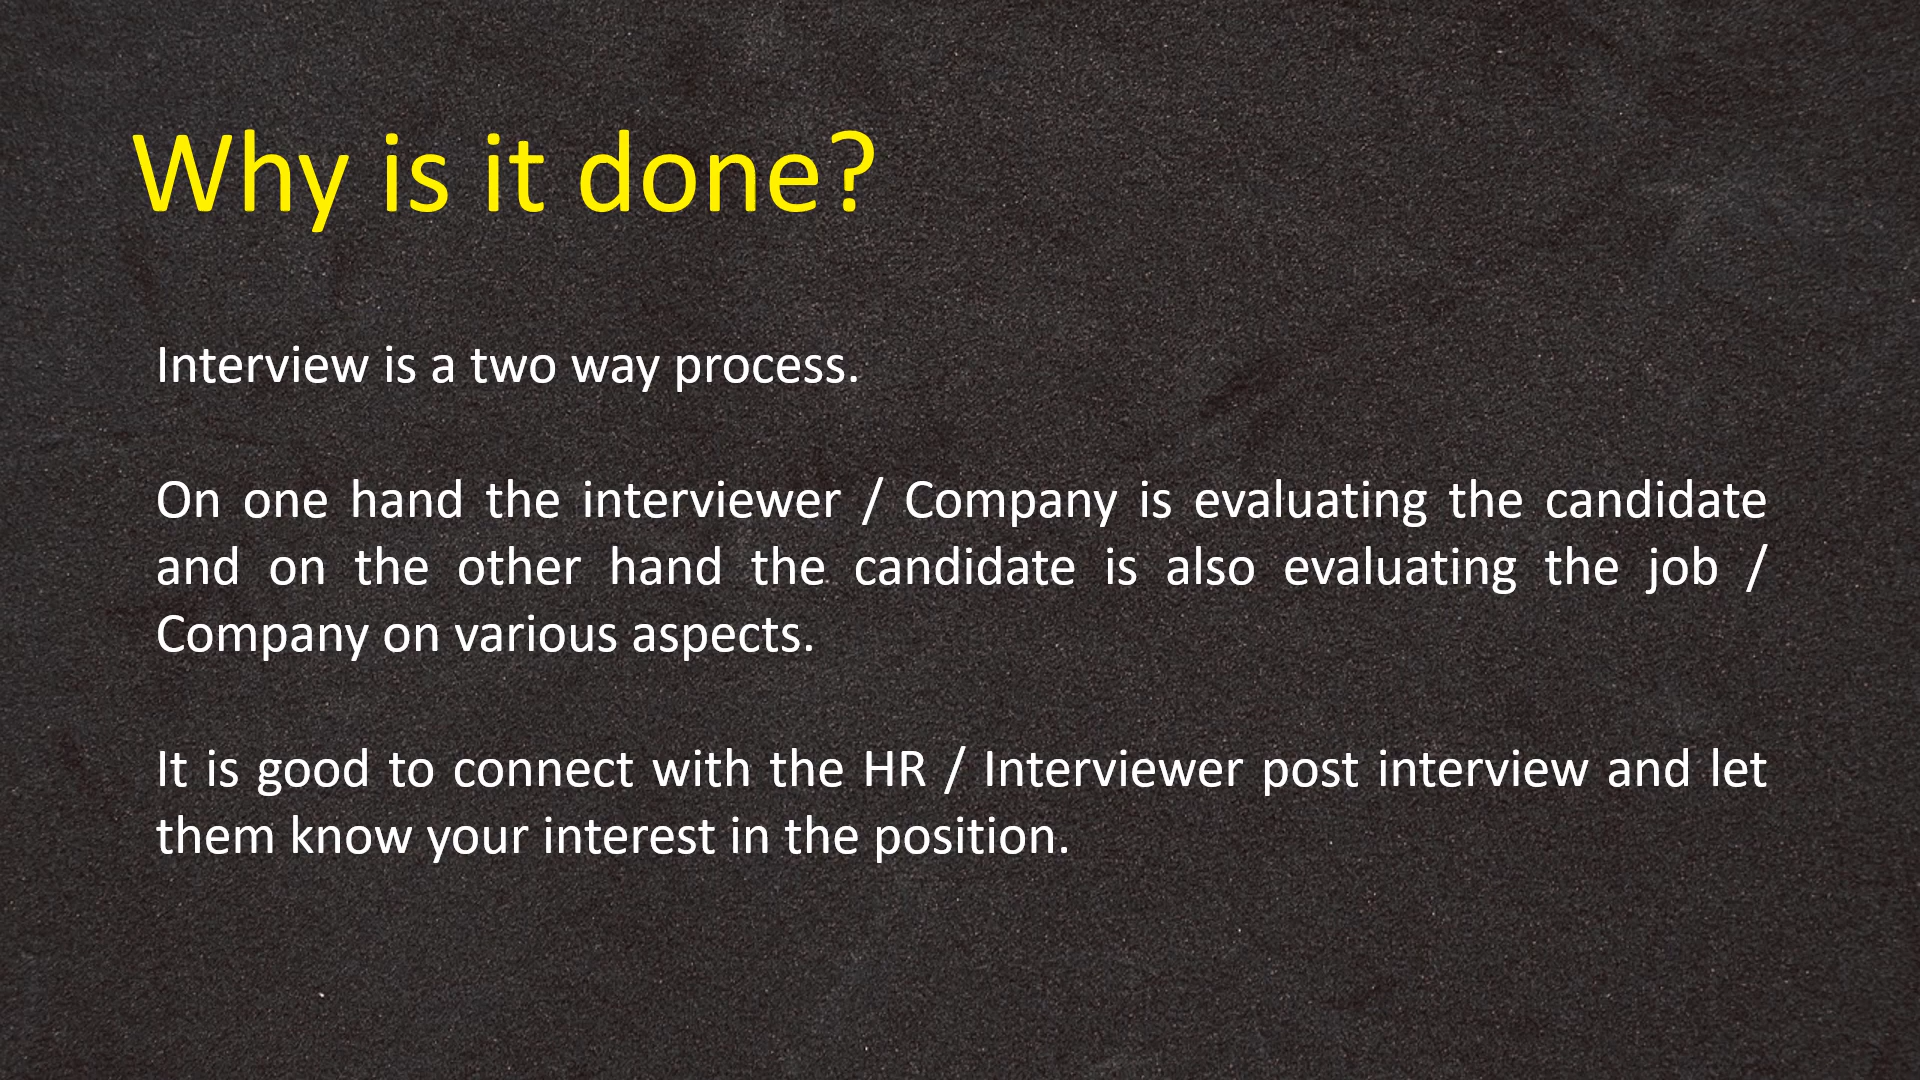 Why is it done?
Interview is a two way process.
On one hand the interviewer / Company is evaluating the candidate
and on the other hand the candidate is also evaluating the job /
Company on various aspects.
It is good to connect with the HR / Interviewer post interview and let
them know your interest in the position.